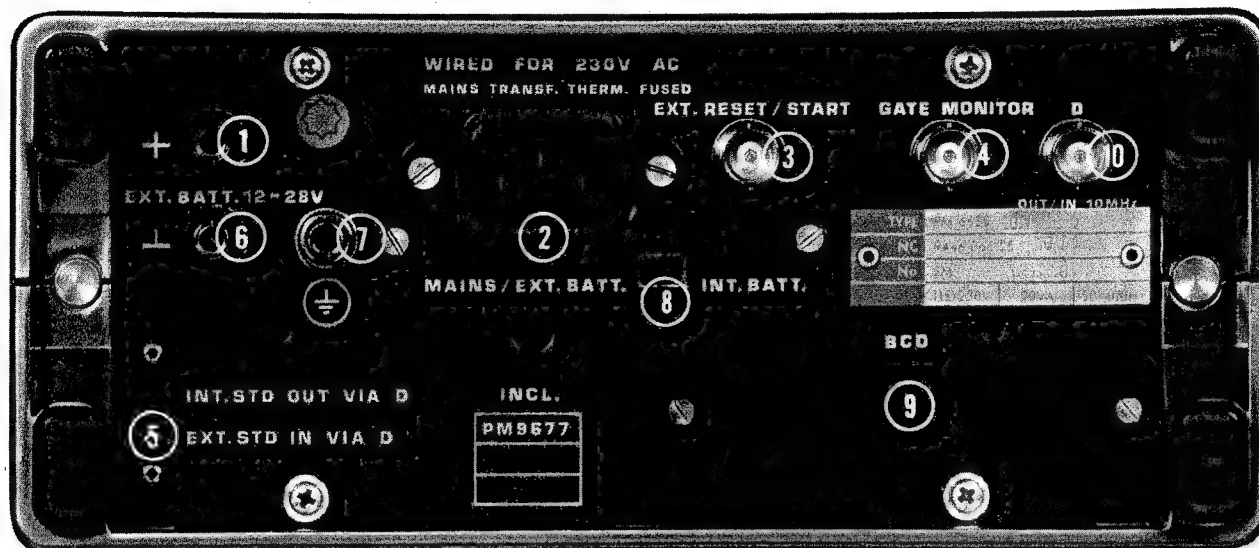 WIRED FOR 230V AC
MAINS TRANSF. THERM. FUSED
EXT. RESET / START
GATE MONITOR
D
+
1
3
4
10
EXT. BATT. 12-28V
OUT/IN 10MHz
⊥
6
7
2
TYPE
NC
No
MAINS/EXT. BATT.
8
INT. BATT.
BCD
INT.STD OUT VIA D
INCL.
9
5
EXT.STD IN VIA D
PM9677